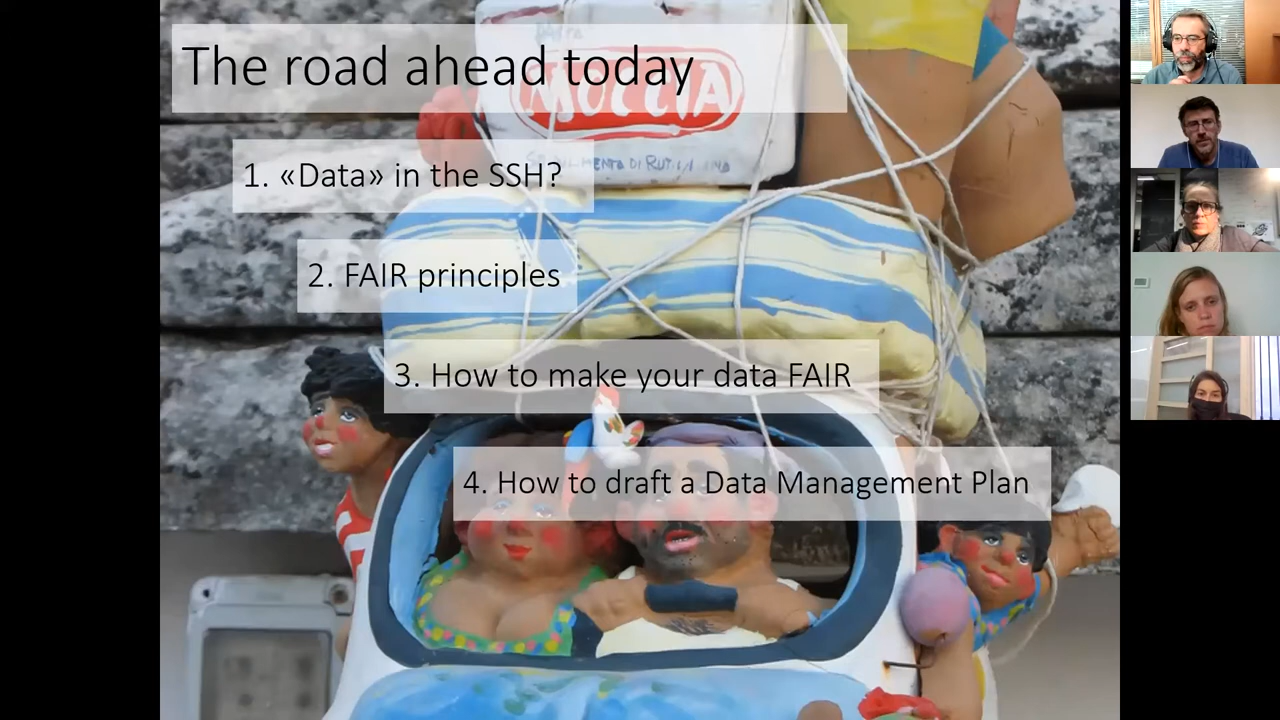 The road ahead today
MOCCIA
1. «Data» in the SSH?
2. FAIR principles
3. How to make your data FAIR
4. How to draft a Data Management Plan